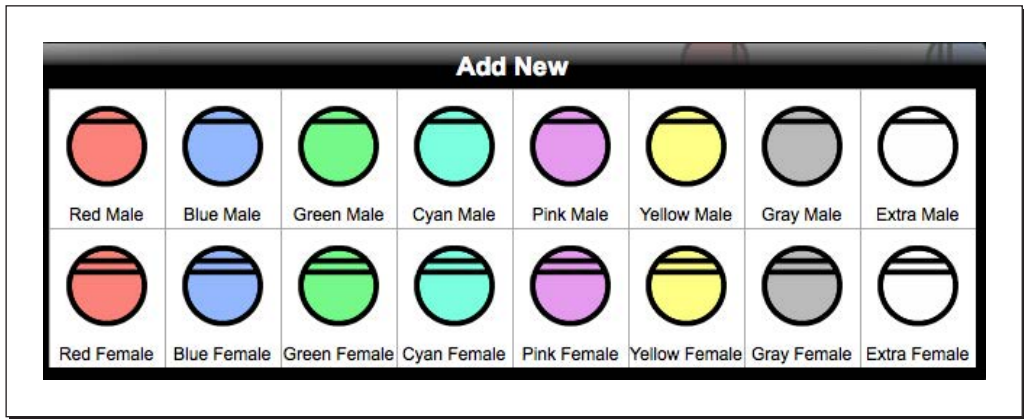 Add New
Red Male Blue Male Green Male Cyan Male Pink Male Yellow Male Gray Male Extra Male
Red Female Blue Female Green Female Cyan Female Pink Female Yellow Female Gray Female Extra Female